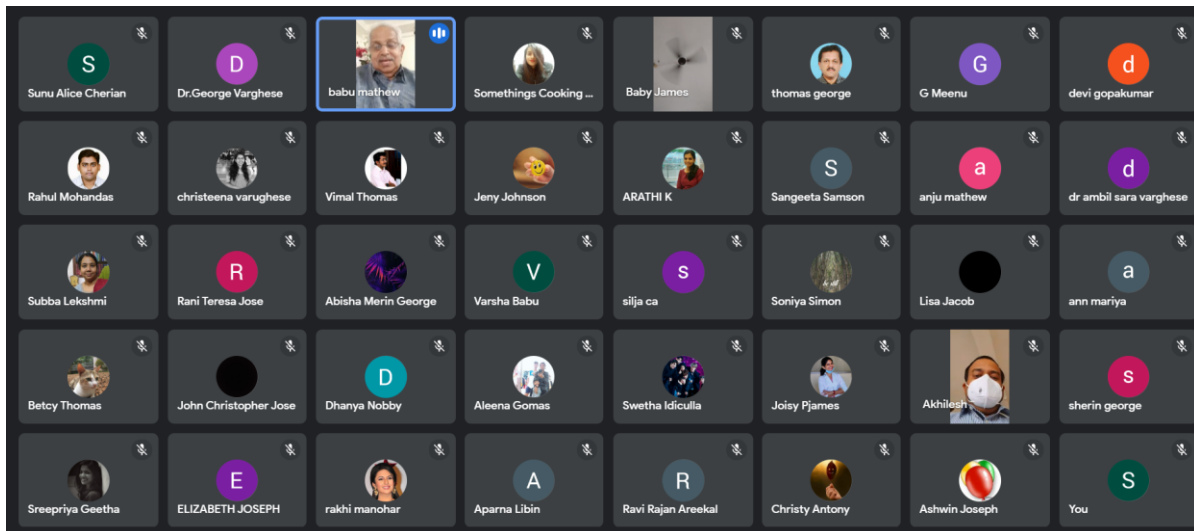 S
Sunu Alice Cherian
D
Dr.George Varghese
babu mathew
Somethings Cooking ...
Baby James
thomas george
G
G Meenu
d
devi gopakumar
Rahul Mohandas
christeena varughese
Vimal Thomas
Jeny Johnson
ARATHI K
S
Sangeeta Samson
a
anju mathew
d
dr ambil sara varghese
Subba Lekshmi
R
Rani Teresa Jose
Abisha Merin George
V
Varsha Babu
s
silja ca
Soniya Simon
Lisa Jacob
a
ann mariya
Betcy Thomas
John Christopher Jose
D
Dhanya Nobby
Aleena Gomas
Swetha Idiculla
Joisy Pjames
Akhilesh
s
sherin george
Sreepriya Geetha
E
ELIZABETH JOSEPH
rakhi manohar
A
Aparna Libin
R
Ravi Rajan Areekal
Christy Antony
Ashwin Joseph
S
You